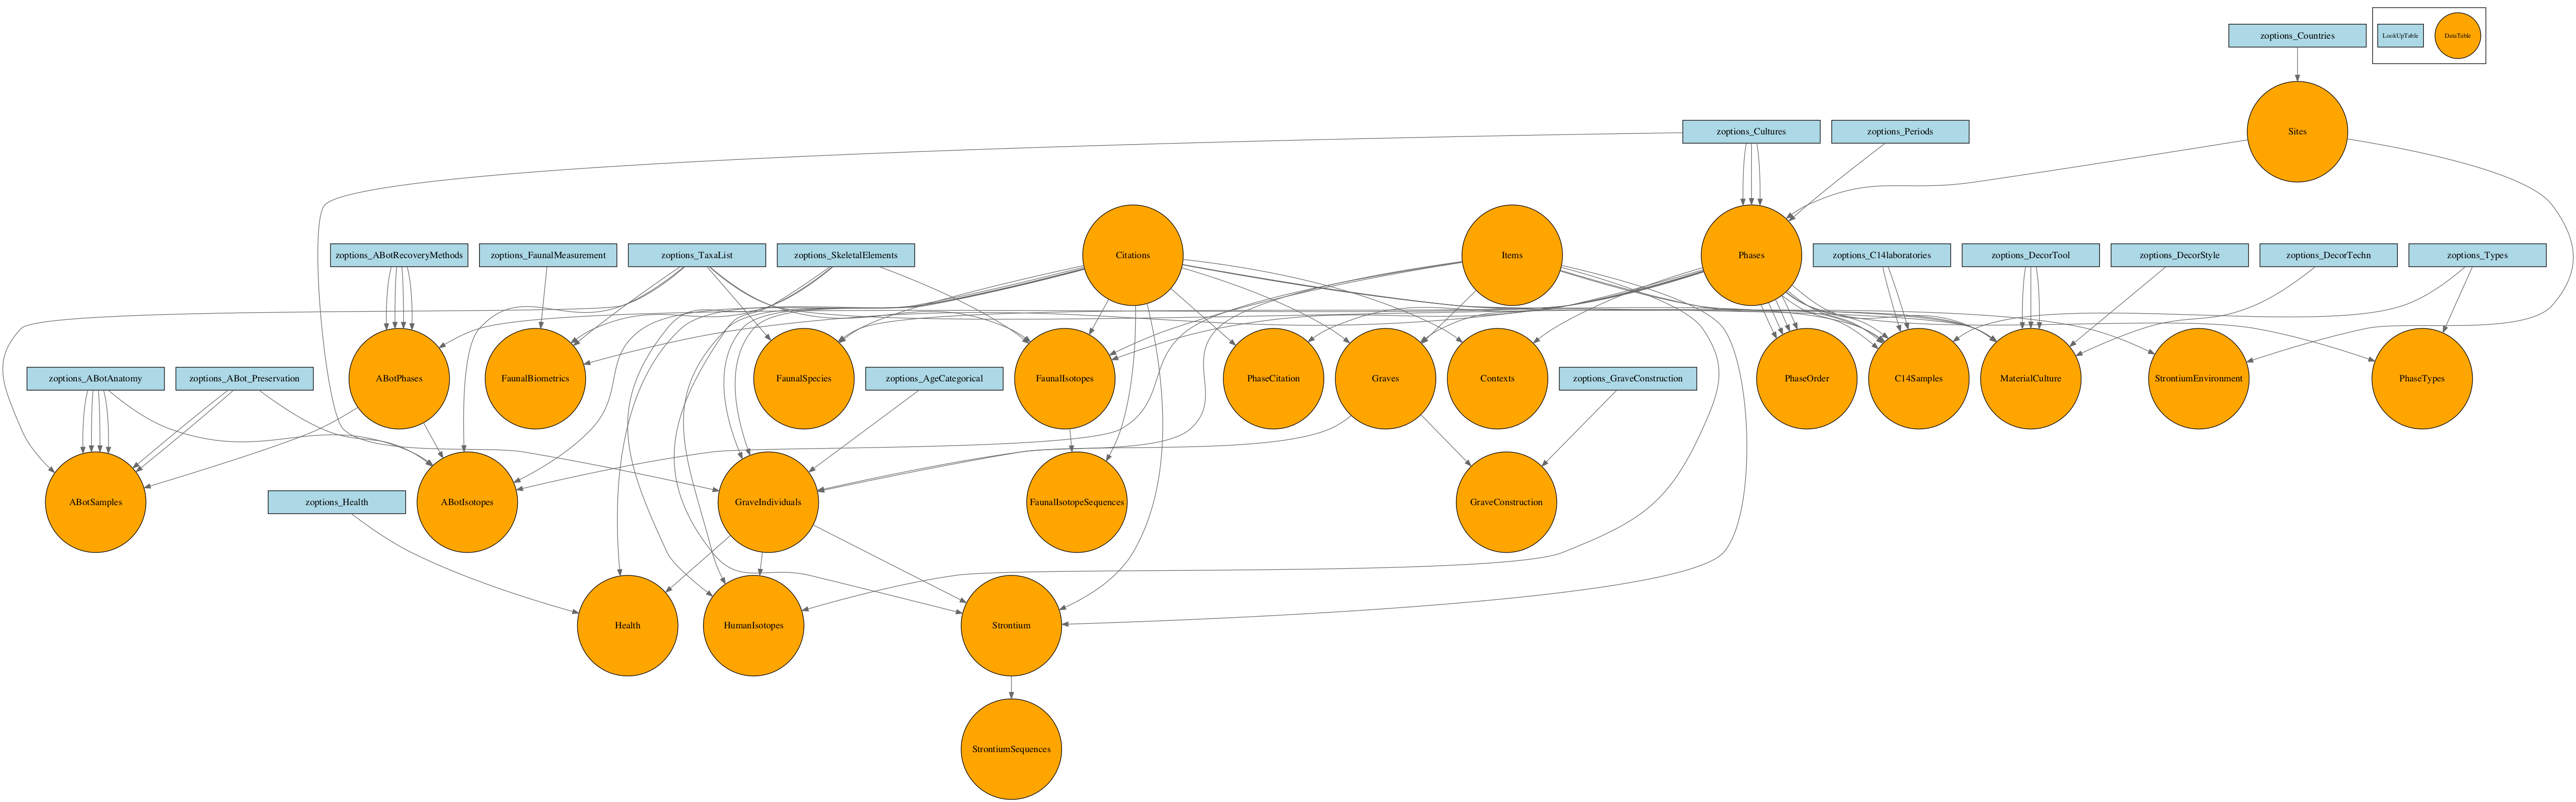 zoptions_Countries
LookUpTable
DataTable
Sites
zoptions_Cultures
zoptions_Periods
zoptions_ABotRecoveryMethods
zoptions_FaunalMeasurement
zoptions_TaxaList
zoptions_SkeletalElements
Citations
Items
Phases
zoptions_C14laboratories
zoptions_DecorTool
zoptions_DecorStyle
zoptions_DecorTechn
zoptions_Types
zoptions_ABotAnatomy
zoptions_ABot_Preservation
ABotPhases
FaunalBiometrics
FaunalSpecies
zoptions_AgeCategorical
FaunalIsotopes
PhaseCitation
Graves
Contexts
zoptions_GraveConstruction
PhaseOrder
C14Samples
MaterialCulture
StrontiumEnvironment
PhaseTypes
ABotSamples
zoptions_Health
ABotIsotopes
GraveIndividuals
FaunalIsotopeSequences
GraveConstruction
Health
HumanIsotopes
Strontium
StrontiumSequences